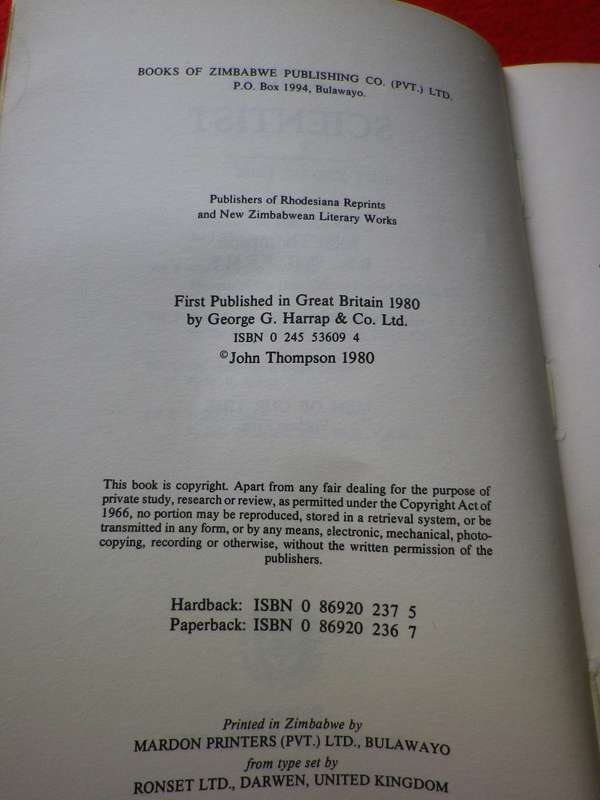 BOOKS OF ZIMBABWE PUBLISHING CO. (PVT.) LTD.
P.O. Box 1994, Bulawayo.
Publishers of Rhodesiana Reprints
and New Zimbabwean Literary Works
First Published in Great Britain 1980
by George G. Harrap & Co. Ltd.
ISBN 0 245 53609 4
©John Thompson 1980
This book is copyright. Apart from any fair dealing for the purpose of
private study, research or review, as permitted under the Copyright Act of
1966, no portion may be reproduced, stored in a retrieval system, or be
transmitted in any form, or by any means, electronic, mechanical, photo-
copying, recording or otherwise, without the written permission of the
publishers.
Hardback: ISBN 0 86920 237 5
Paperback: ISBN 0 86920 236 7
Printed in Zimbabwe by
MARDON PRINTERS (PVT.) LTD., BULAWAYO
from type set by
RONSET LTD., DARWEN, UNITED KINGDOM